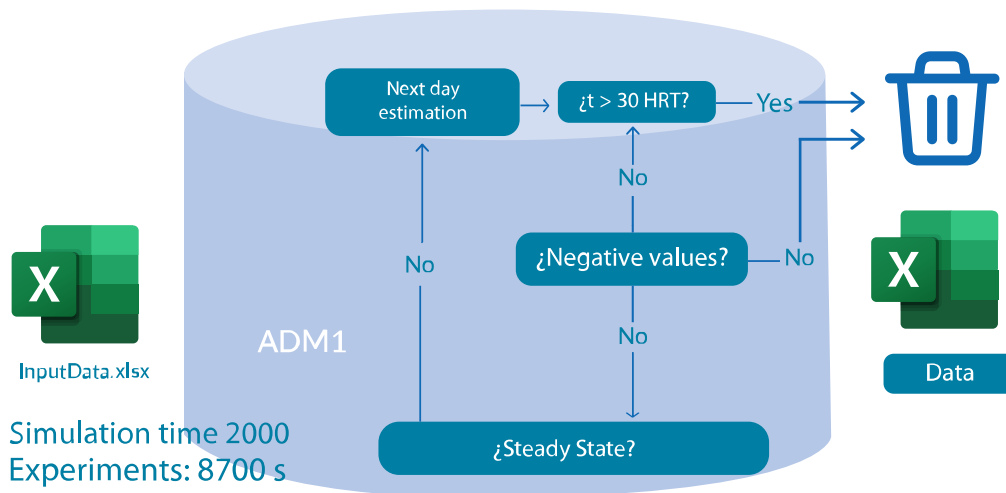 Next day
estimation
¿t > 30 HRT?
Yes
No
¿Negative values?
No
No
No
X
X
ADM1
InputData.xlsx
Data
Simulation time 2000
Experiments: 8700 s
¿Steady State?